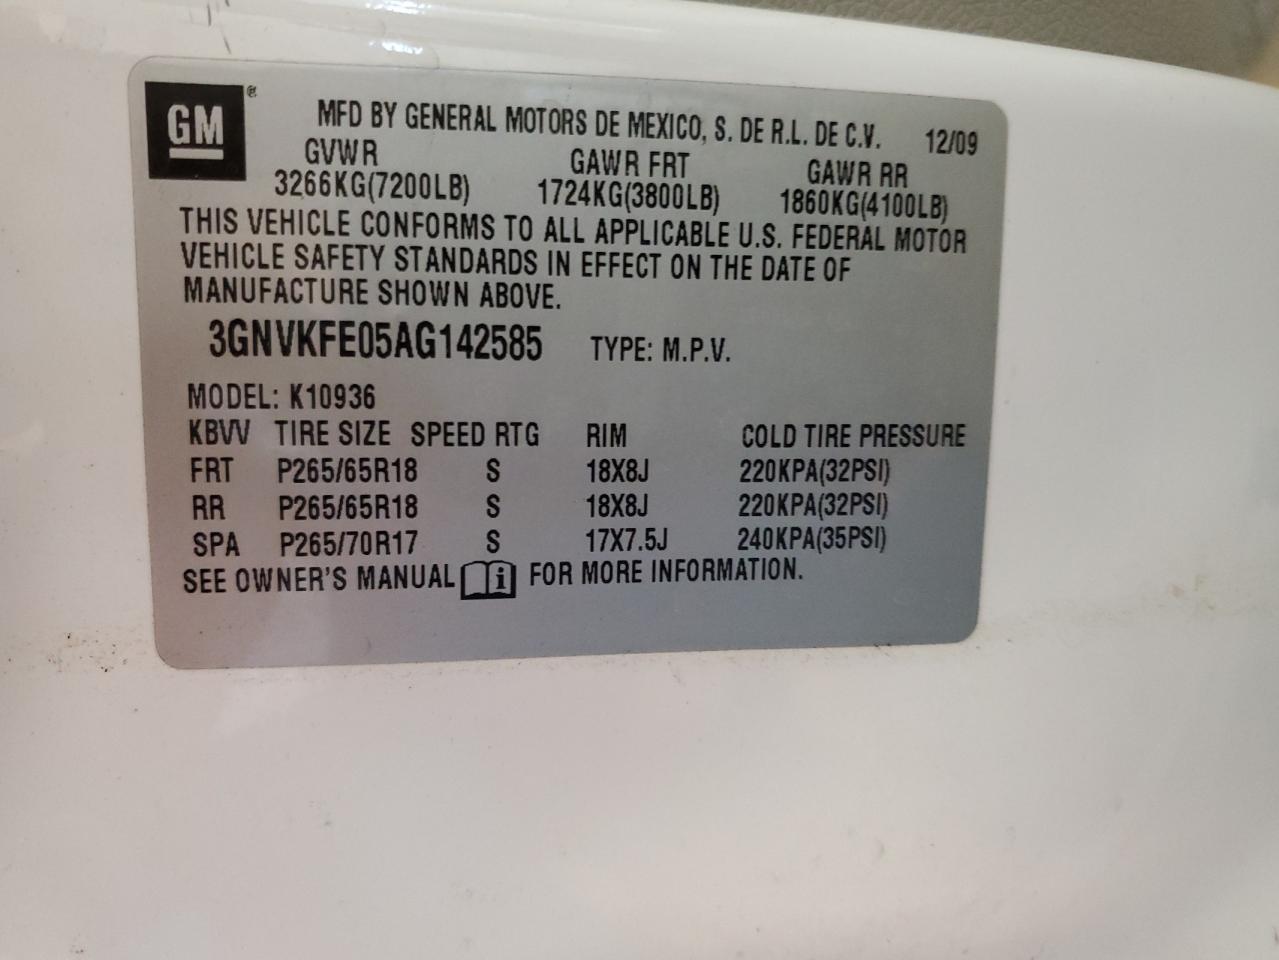 GM ®
MFD BY GENERAL MOTORS DE MEXICO, S. DE R.L. DE C.V. 12/09
GVWR GAWR FRT GAWR RR
3266KG(7200LB) 1724KG(3800LB) 1860KG(4100LB)
THIS VEHICLE CONFORMS TO ALL APPLICABLE U.S. FEDERAL MOTOR
VEHICLE SAFETY STANDARDS IN EFFECT ON THE DATE OF
MANUFACTURE SHOWN ABOVE.
3GNVKFE05AG142585 TYPE: M.P.V.
MODEL: K10936
KBVV TIRE SIZE SPEED RTG RIM COLD TIRE PRESSURE
FRT P265/65R18 S 18X8J 220KPA(32PSI)
RR P265/65R18 S 18X8J 220KPA(32PSI)
SPA P265/70R17 S 17X7.5J 240KPA(35PSI)
SEE OWNER'S MANUAL i FOR MORE INFORMATION.